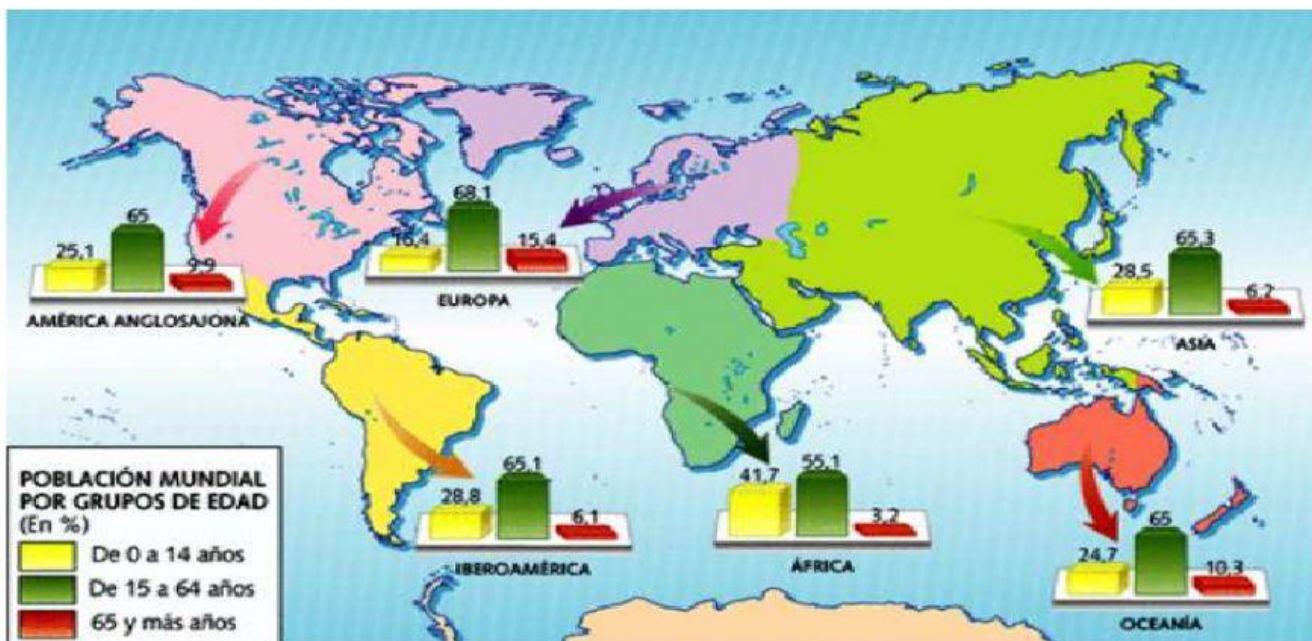 25,1
65
9,9
AMÉRICA ANGLOSAJONA
16,4
68,1
15,4
EUROPA
28,5
65,3
6,2
ASIA
28,8
65,1
6,1
IBEROAMÉRICA
41,7
55,1
3,2
ÁFRICA
24,7
65
10,3
OCEANÍA
POBLACIÓN MUNDIAL
POR GRUPOS DE EDAD
(En %)
De 0 a 14 años
De 15 a 64 años
65 y más años